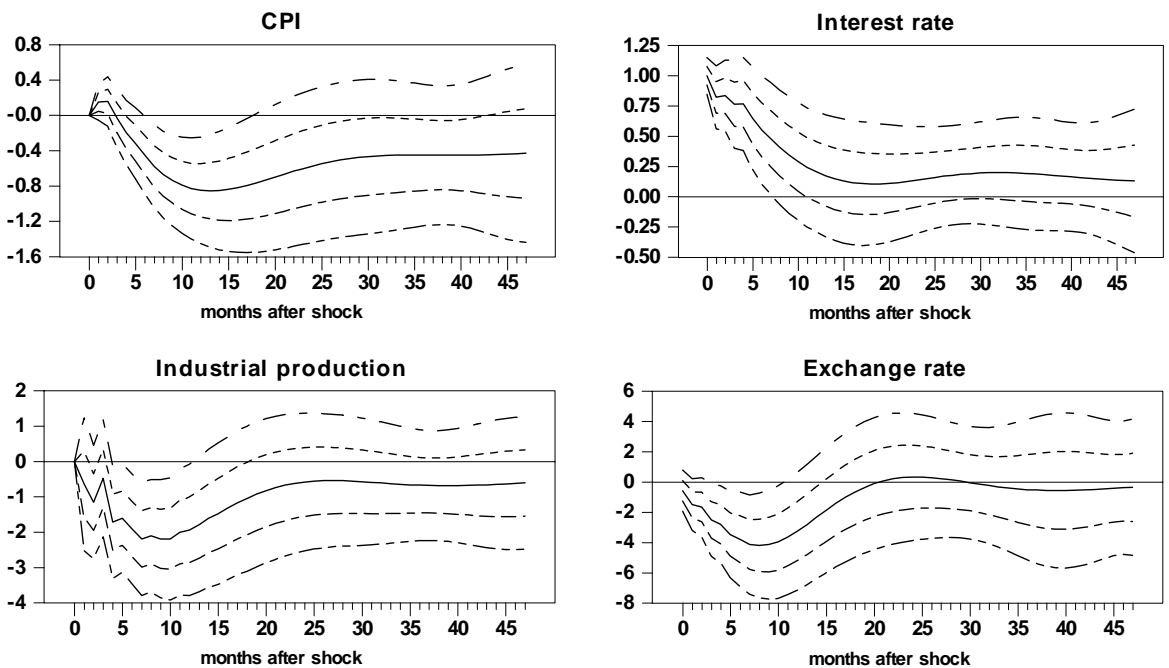 CPI
0.8
0.4
-0.0
-0.4
-0.8
-1.2
-1.6
0 5 10 15 20 25 30 35 40 45
months after shock
Interest rate
1.25
1.00
0.75
0.50
0.25
0.00
-0.25
-0.50
0 5 10 15 20 25 30 35 40 45
months after shock
Industrial production
2
1
0
-1
-2
-3
-4
0 5 10 15 20 25 30 35 40 45
months after shock
Exchange rate
6
4
2
0
-2
-4
-6
-8
0 5 10 15 20 25 30 35 40 45
months after shock